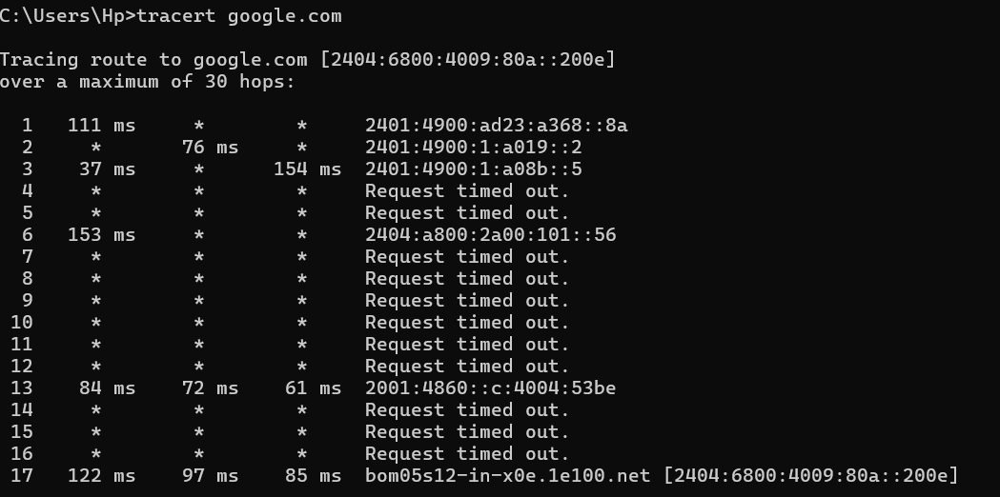 C:\Users\Hp>tracert google.com
Tracing route to google.com [2404:6800:4009:80a::200e]
over a maximum of 30 hops:
1 111 ms * * 2401:4900:ad23:a368::8a
2 * 76 ms * 2401:4900:1:a019::2
3 37 ms * 154 ms 2401:4900:1:a08b::5
4 * * * Request timed out.
5 * * * Request timed out.
6 153 ms * * 2404:a800:2a00:101::56
7 * * * Request timed out.
8 * * * Request timed out.
9 * * * Request timed out.
10 * * * Request timed out.
11 * * * Request timed out.
12 * * * Request timed out.
13 84 ms 72 ms 61 ms 2001:4860::c:4004:53be
14 * * * Request timed out.
15 * * * Request timed out.
16 * * * Request timed out.
17 122 ms 97 ms 85 ms bom05s12-in-x0e.1e100.net [2404:6800:4009:80a::200e]